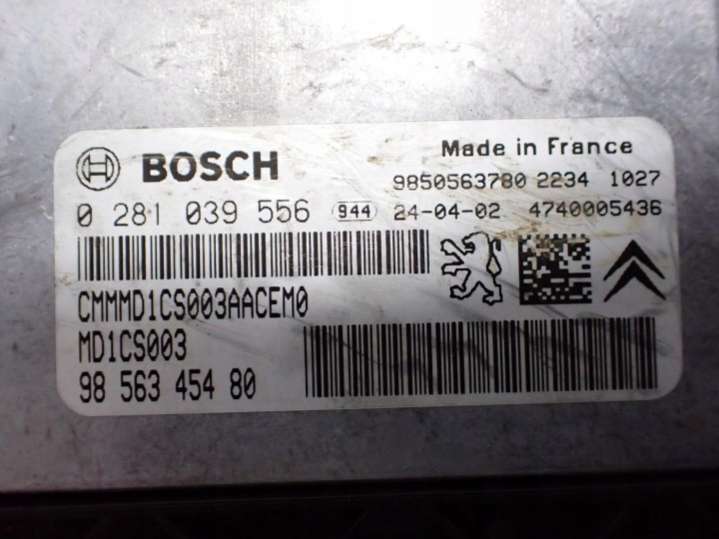 BOSCH
Made in France
9850563780 2234 1027
0 281 039 556 944 24-04-02 4740005436
CMMMD1CS003AACEM0
MD1CS003
98 563 454 80